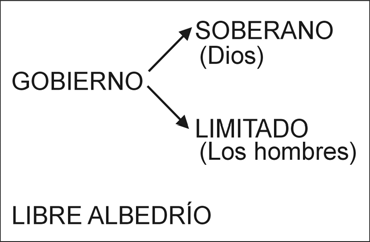 SOBERANO
(Dios)
GOBIERNO
LIMITADO
(Los hombres)
LIBRE ALBEDRÍO